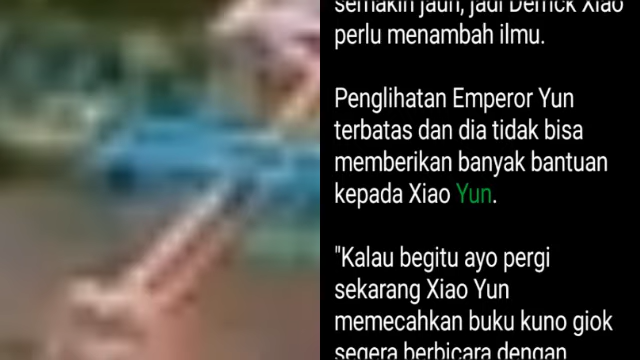 semakin jauh, jadi Derrick Xiao
perlu menambah ilmu.
Penglihatan Emperor Yun
terbatas dan dia tidak bisa
memberikan banyak bantuan
kepada Xiao Yun.
"Kalau begitu ayo pergi
sekarang Xiao Yun
memecahkan buku kuno giok
segera berbicara dengan